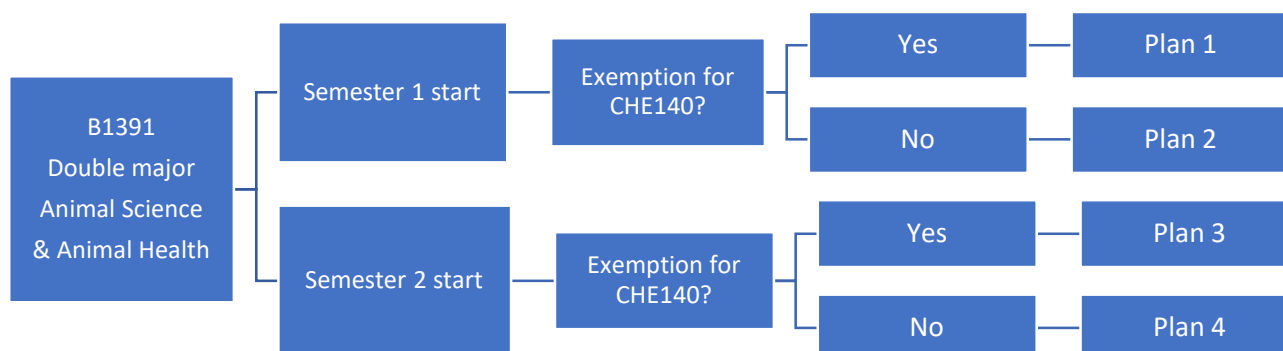 B1391
Double major
Animal Science
& Animal Health
Semester 1 start
Exemption for
CHE140?
Yes
Plan 1
No
Plan 2
Semester 2 start
Exemption for
CHE140?
Yes
Plan 3
No
Plan 4